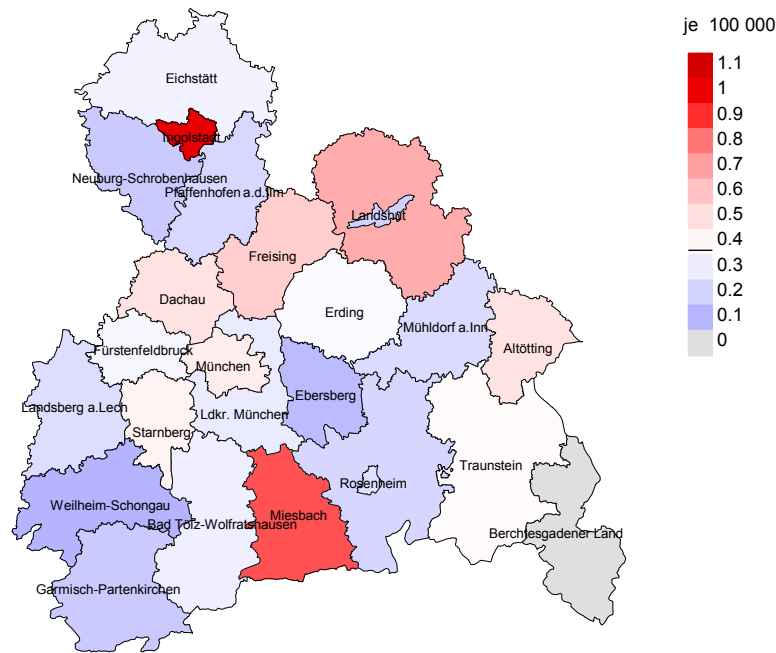 je 100 000
Eichstätt
1.1
1
0.9
Ingolstadt
0.8
0.7
Neuburg-Schrobenhausen
Pfaffenhofen a.d.Ilm
0.6
Landshut
0.5
0.4
Freising
0.3
Dachau
0.2
Erding
0.1
Mühldorf a.Inn
0
Altötting
Fürstenfeldbruck
München
Ebersberg
Landsberg a.Lech
Ldkr. München
Starnberg
Traunstein
Rosenheim
Weilheim-Schongau
Miesbach
Bad Tölz-Wolfratshausen
Berchtesgadener Land
Garmisch-Partenkirchen